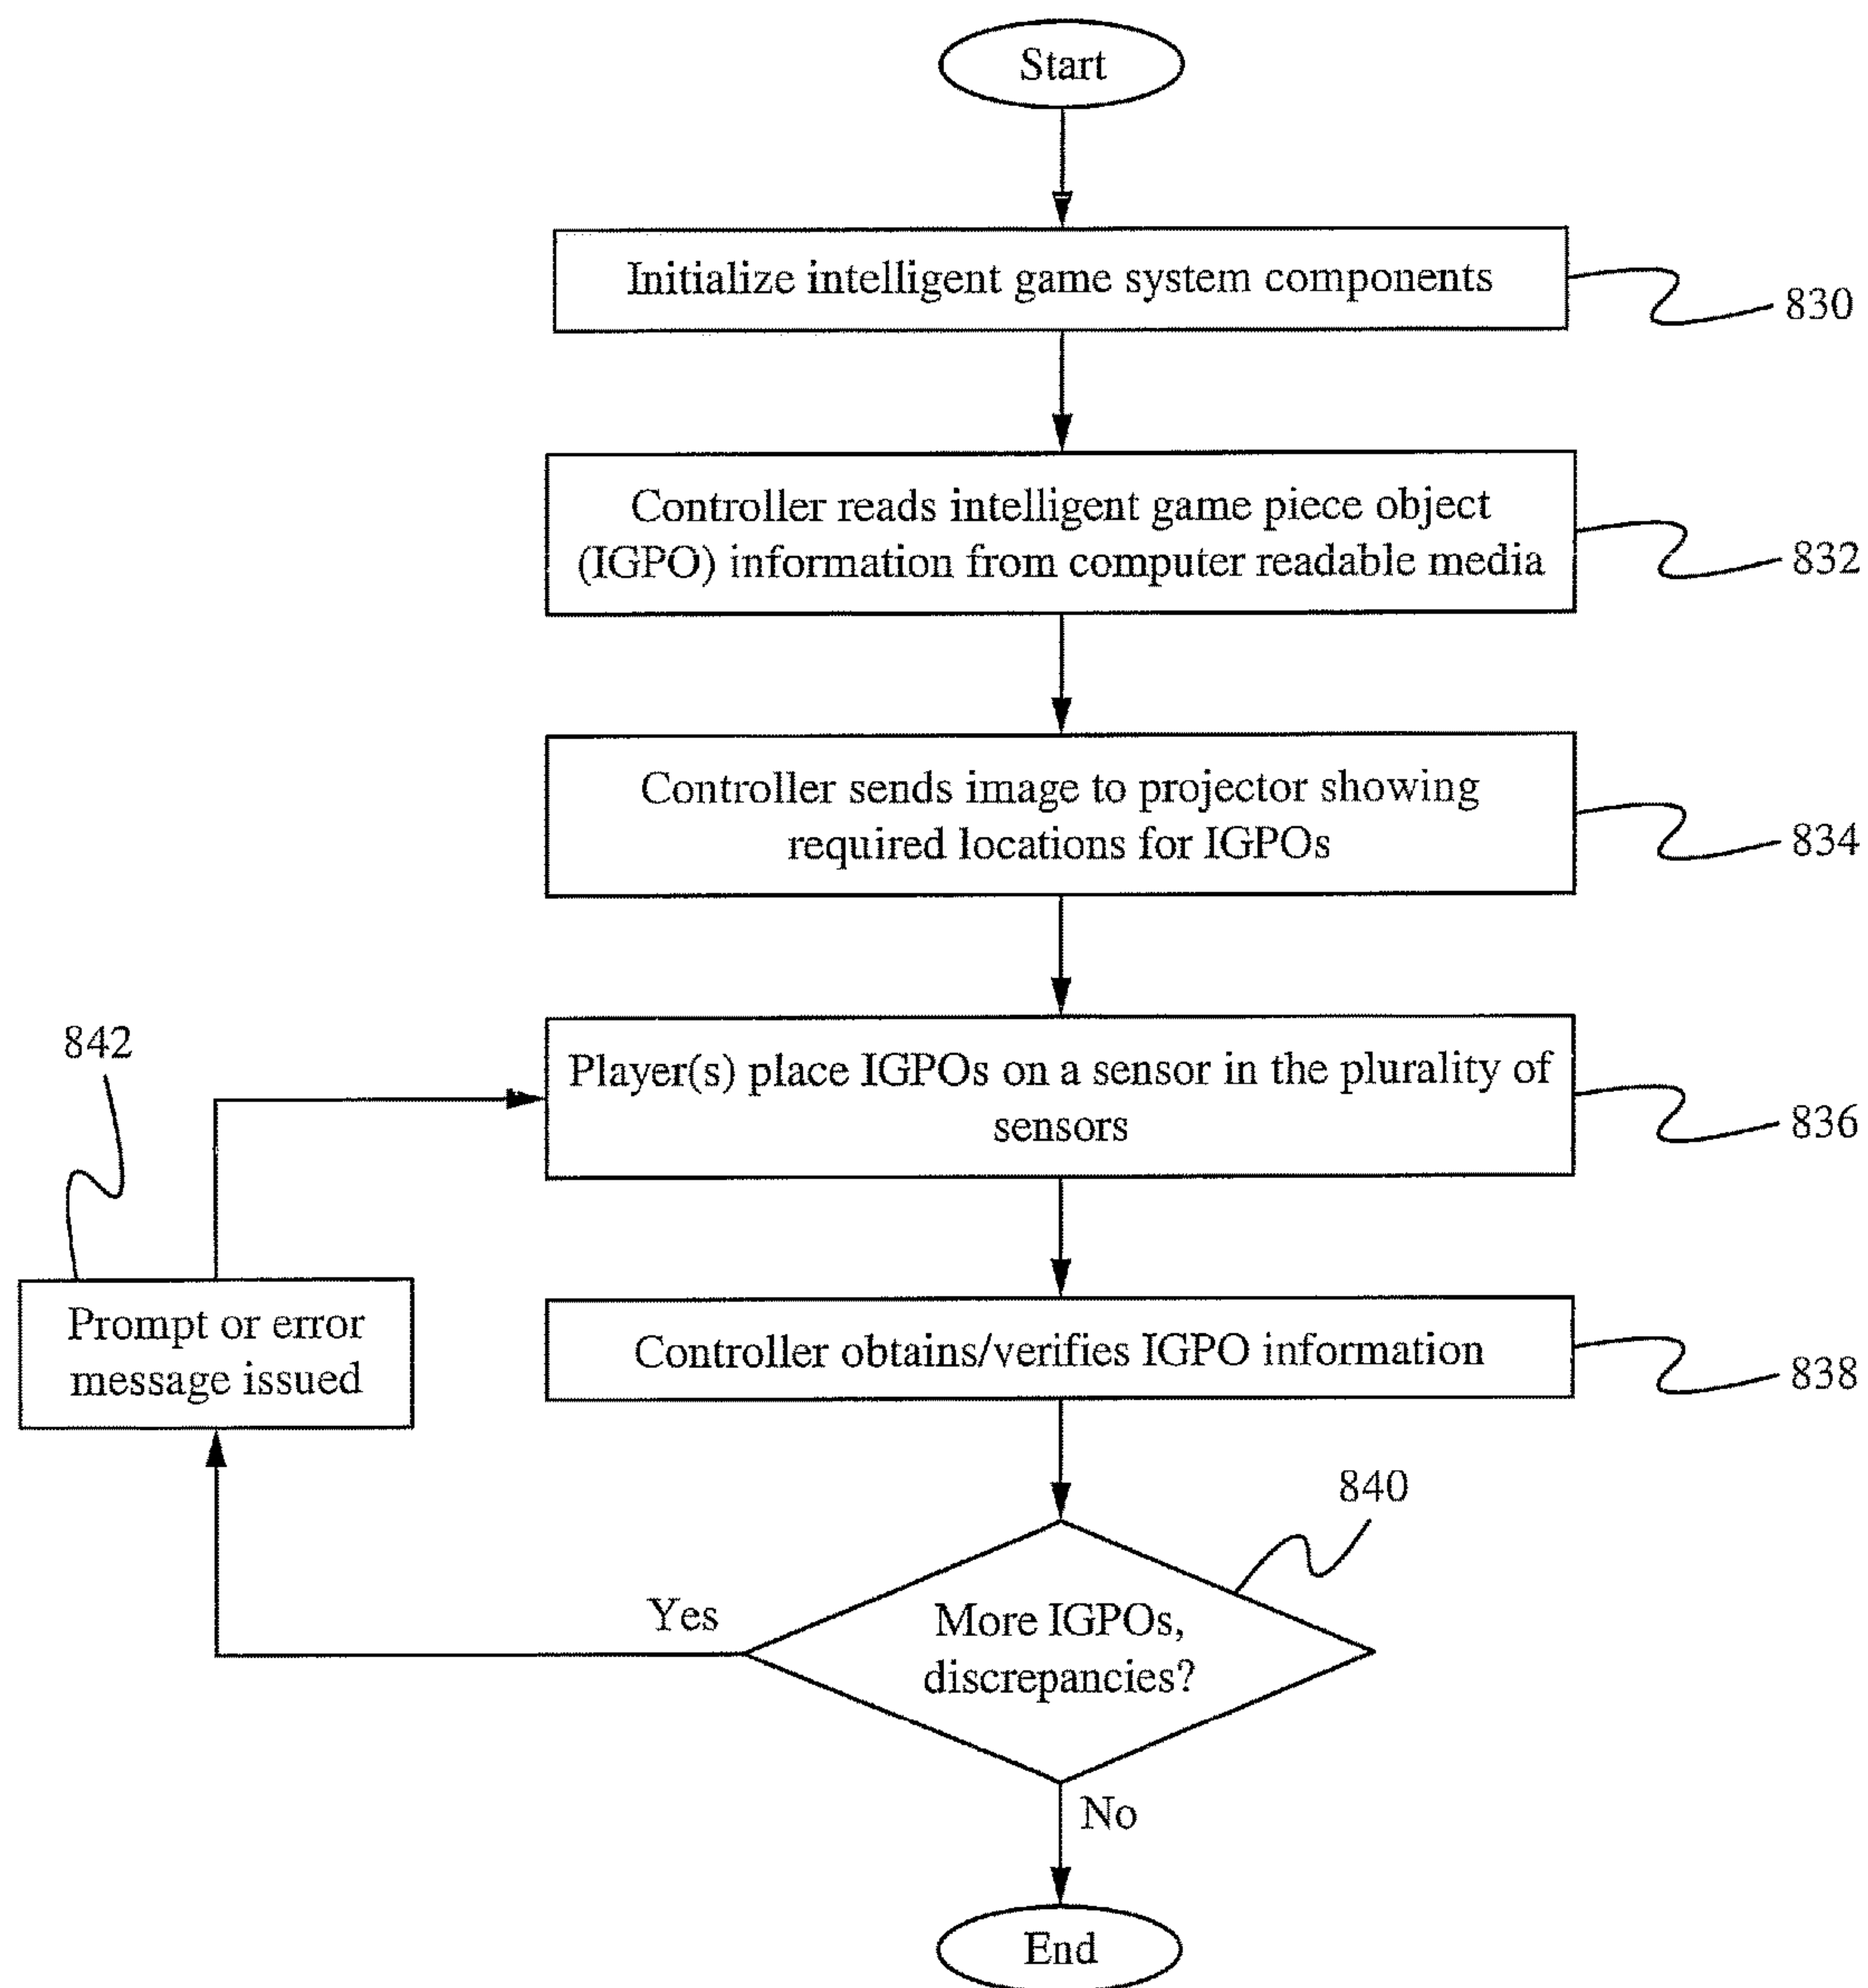 Start
Initialize intelligent game system components
830
Controller reads intelligent game piece object
(IGPO) information from computer readable media
832
Controller sends image to projector showing
required locations for IGPOs
834
842
Player(s) place IGPOs on a sensor in the plurality of
sensors
836
Prompt or error
message issued
Controller obtains/verifies IGPO information
838
840
Yes
More IGPOs,
discrepancies?
No
End